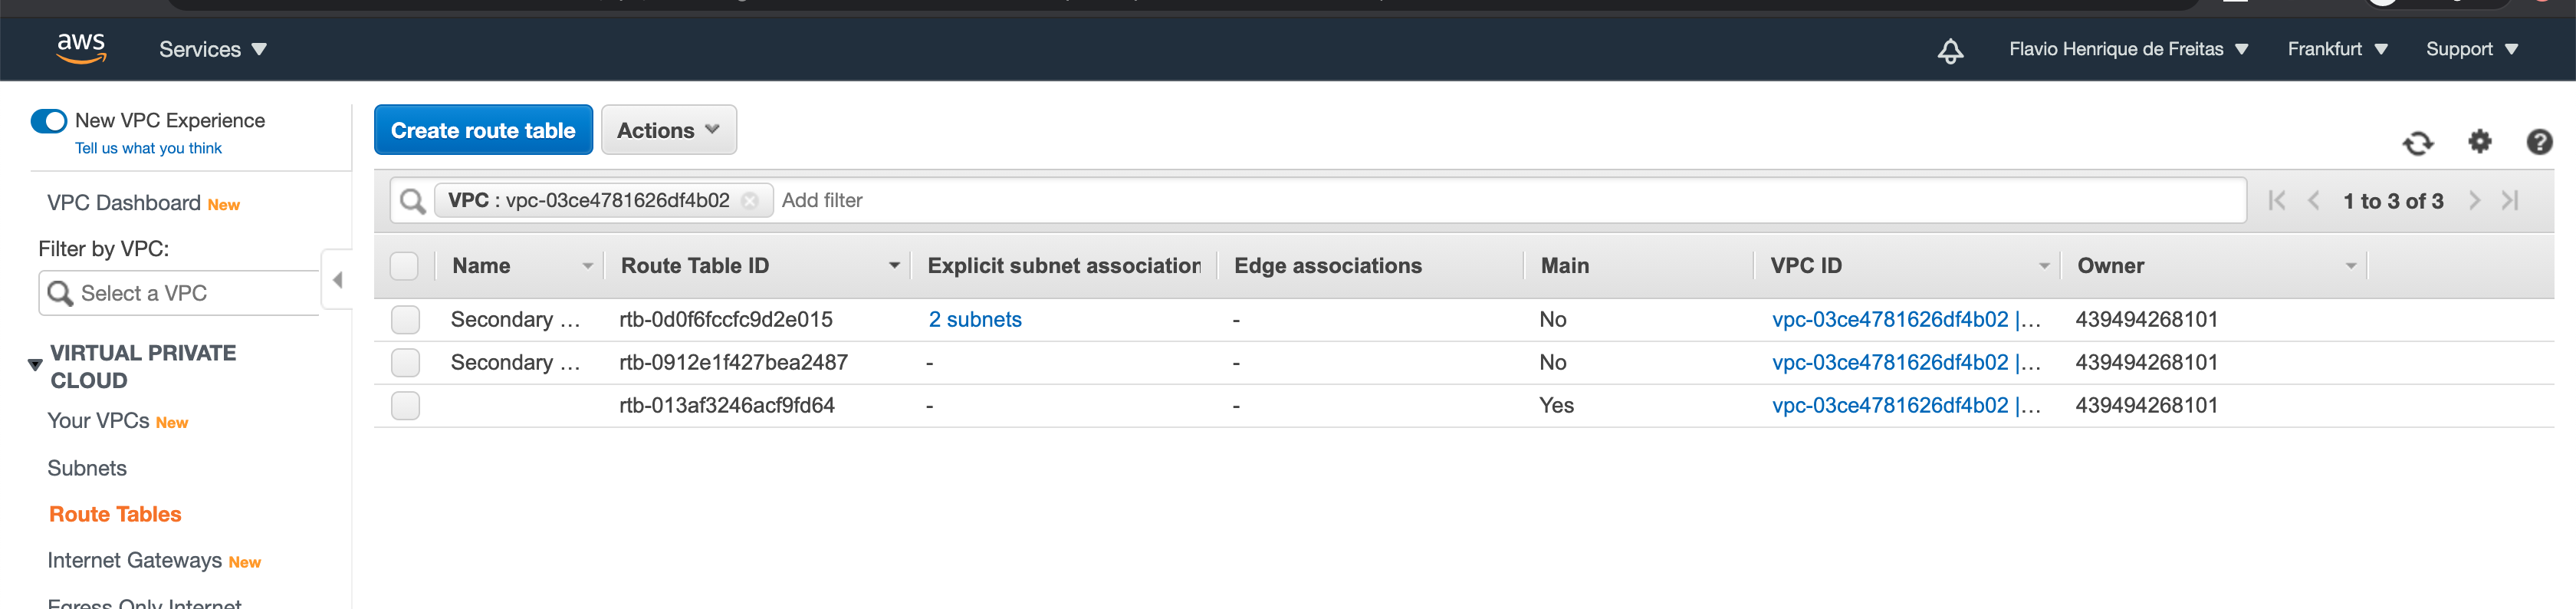 aws Services Flavio Henrique de Freitas Frankfurt Support
New VPC Experience
Tell us what you think
VPC Dashboard New
Filter by VPC:
Select a VPC
VIRTUAL PRIVATE
CLOUD
Your VPCs New
Subnets
Route Tables
Internet Gateways New
Egress Only Internet
Create route table Actions
VPC : vpc-03ce4781626df4b02 Add filter 1 to 3 of 3
Name Route Table ID Explicit subnet association Edge associations Main VPC ID Owner
Secondary ... rtb-0d0f6fccfc9d2e015 2 subnets - No vpc-03ce4781626df4b02 |... 439494268101
Secondary ... rtb-0912e1f427bea2487 - - No vpc-03ce4781626df4b02 |... 439494268101
rtb-013af3246acf9fd64 - - Yes vpc-03ce4781626df4b02 |... 439494268101